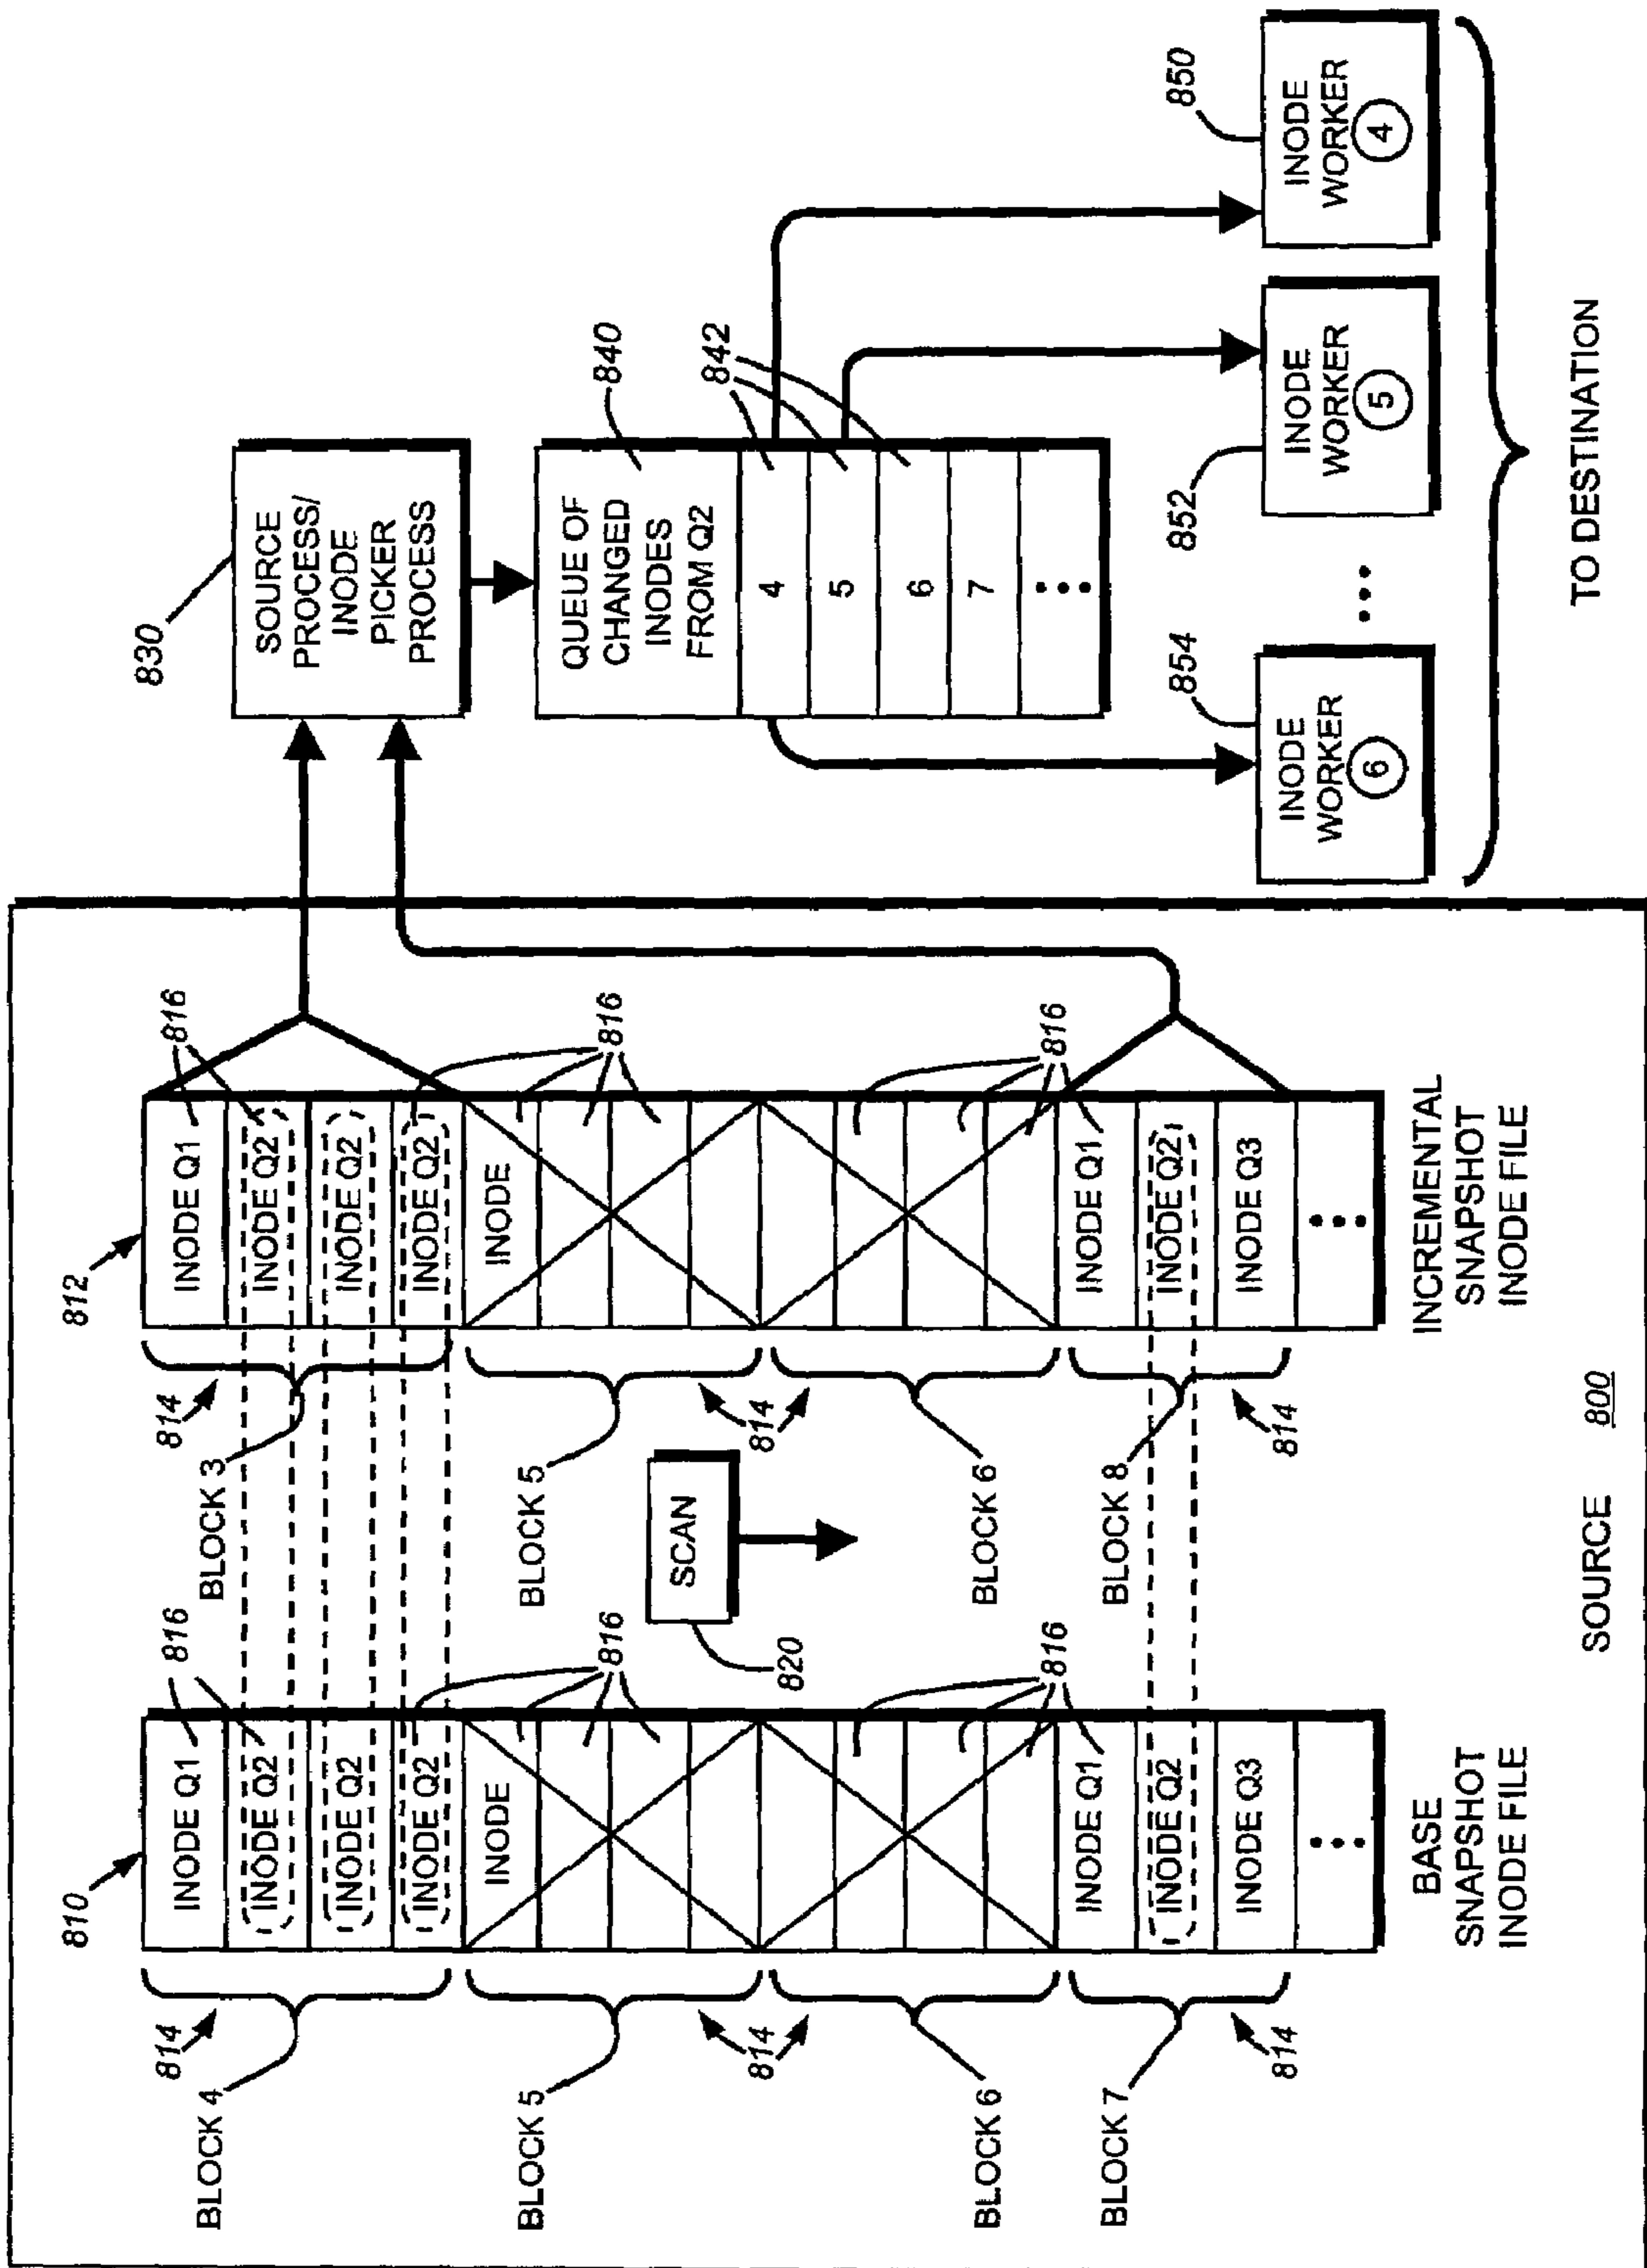 810
812
830
814
816
814
816
BLOCK 4
INODE Q1
INODE Q2
INODE Q2
INODE Q2
BLOCK 3
INODE Q1
INODE Q2
INODE Q2
INODE Q2
SOURCE
PROCESS/
INODE
PICKER
PROCESS
BLOCK 5
INODE
816
BLOCK 5
INODE
816
814
814
SCAN
820
QUEUE OF
CHANGED
INODES
FROM Q2
840
4
5
6
7
⋮
842
BLOCK 6
816
BLOCK 6
816
BLOCK 7
INODE Q1
INODE Q2
INODE Q3
⋮
BLOCK 8
INODE Q1
INODE Q2
INODE Q3
⋮
814
814
854
852
850
INODE
WORKER
6
...
INODE
WORKER
5
INODE
WORKER
4
BASE
SNAPSHOT
INODE FILE
INCREMENTAL
SNAPSHOT
INODE FILE
SOURCE 800
TO DESTINATION